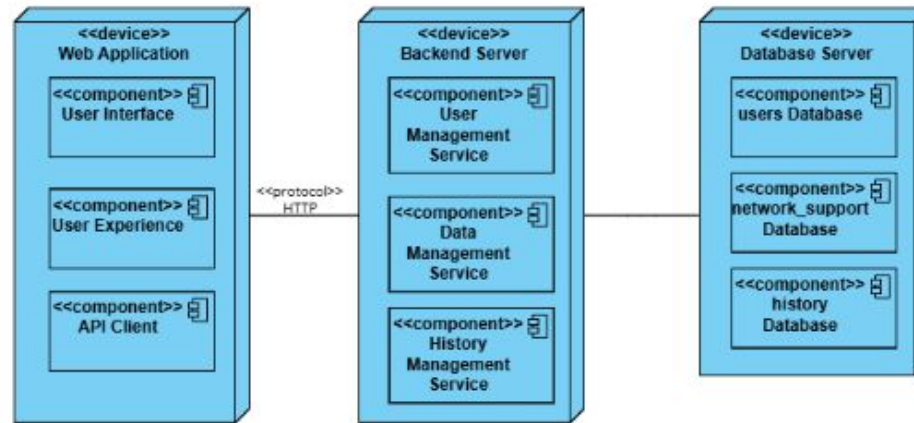 <<device>>
Web Application
<<component>>
User Interface
<<component>>
User Experience
<<component>>
API Client
<<protocol>>
HTTP
<<device>>
Backend Server
<<component>>
User
Management
Service
<<component>>
Data
Management
Service
<<component>>
History
Management
Service
<<device>>
Database Server
<<component>>
users Database
<<component>>
network_support
Database
<<component>>
history
Database